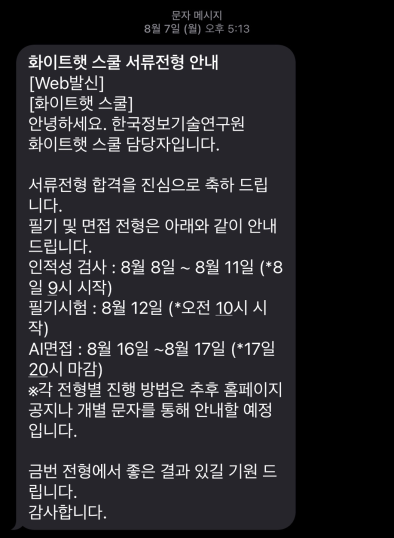 문자 메시지
8월 7일 (월) 오후 5:13
화이트햇 스쿨 서류전형 안내
[Web발신]
[화이트햇 스쿨]
안녕하세요. 한국정보기술연구원
화이트햇 스쿨 담당자입니다.
서류전형 합격을 진심으로 축하 드립
니다.
필기 및 면접 전형은 아래와 같이 안내
드립니다.
인적성 검사 : 8월 8일 ~ 8월 11일 (*8
일 9시 시작)
필기시험 : 8월 12일 (*오전 10시 시
작)
AI면접 : 8월 16일 ~8월 17일 (*17일
20시 마감)
※각 전형별 진행 방법은 추후 홈페이지
공지나 개별 문자를 통해 안내할 예정
입니다.
금번 전형에서 좋은 결과 있길 기원 드
립니다.
감사합니다.